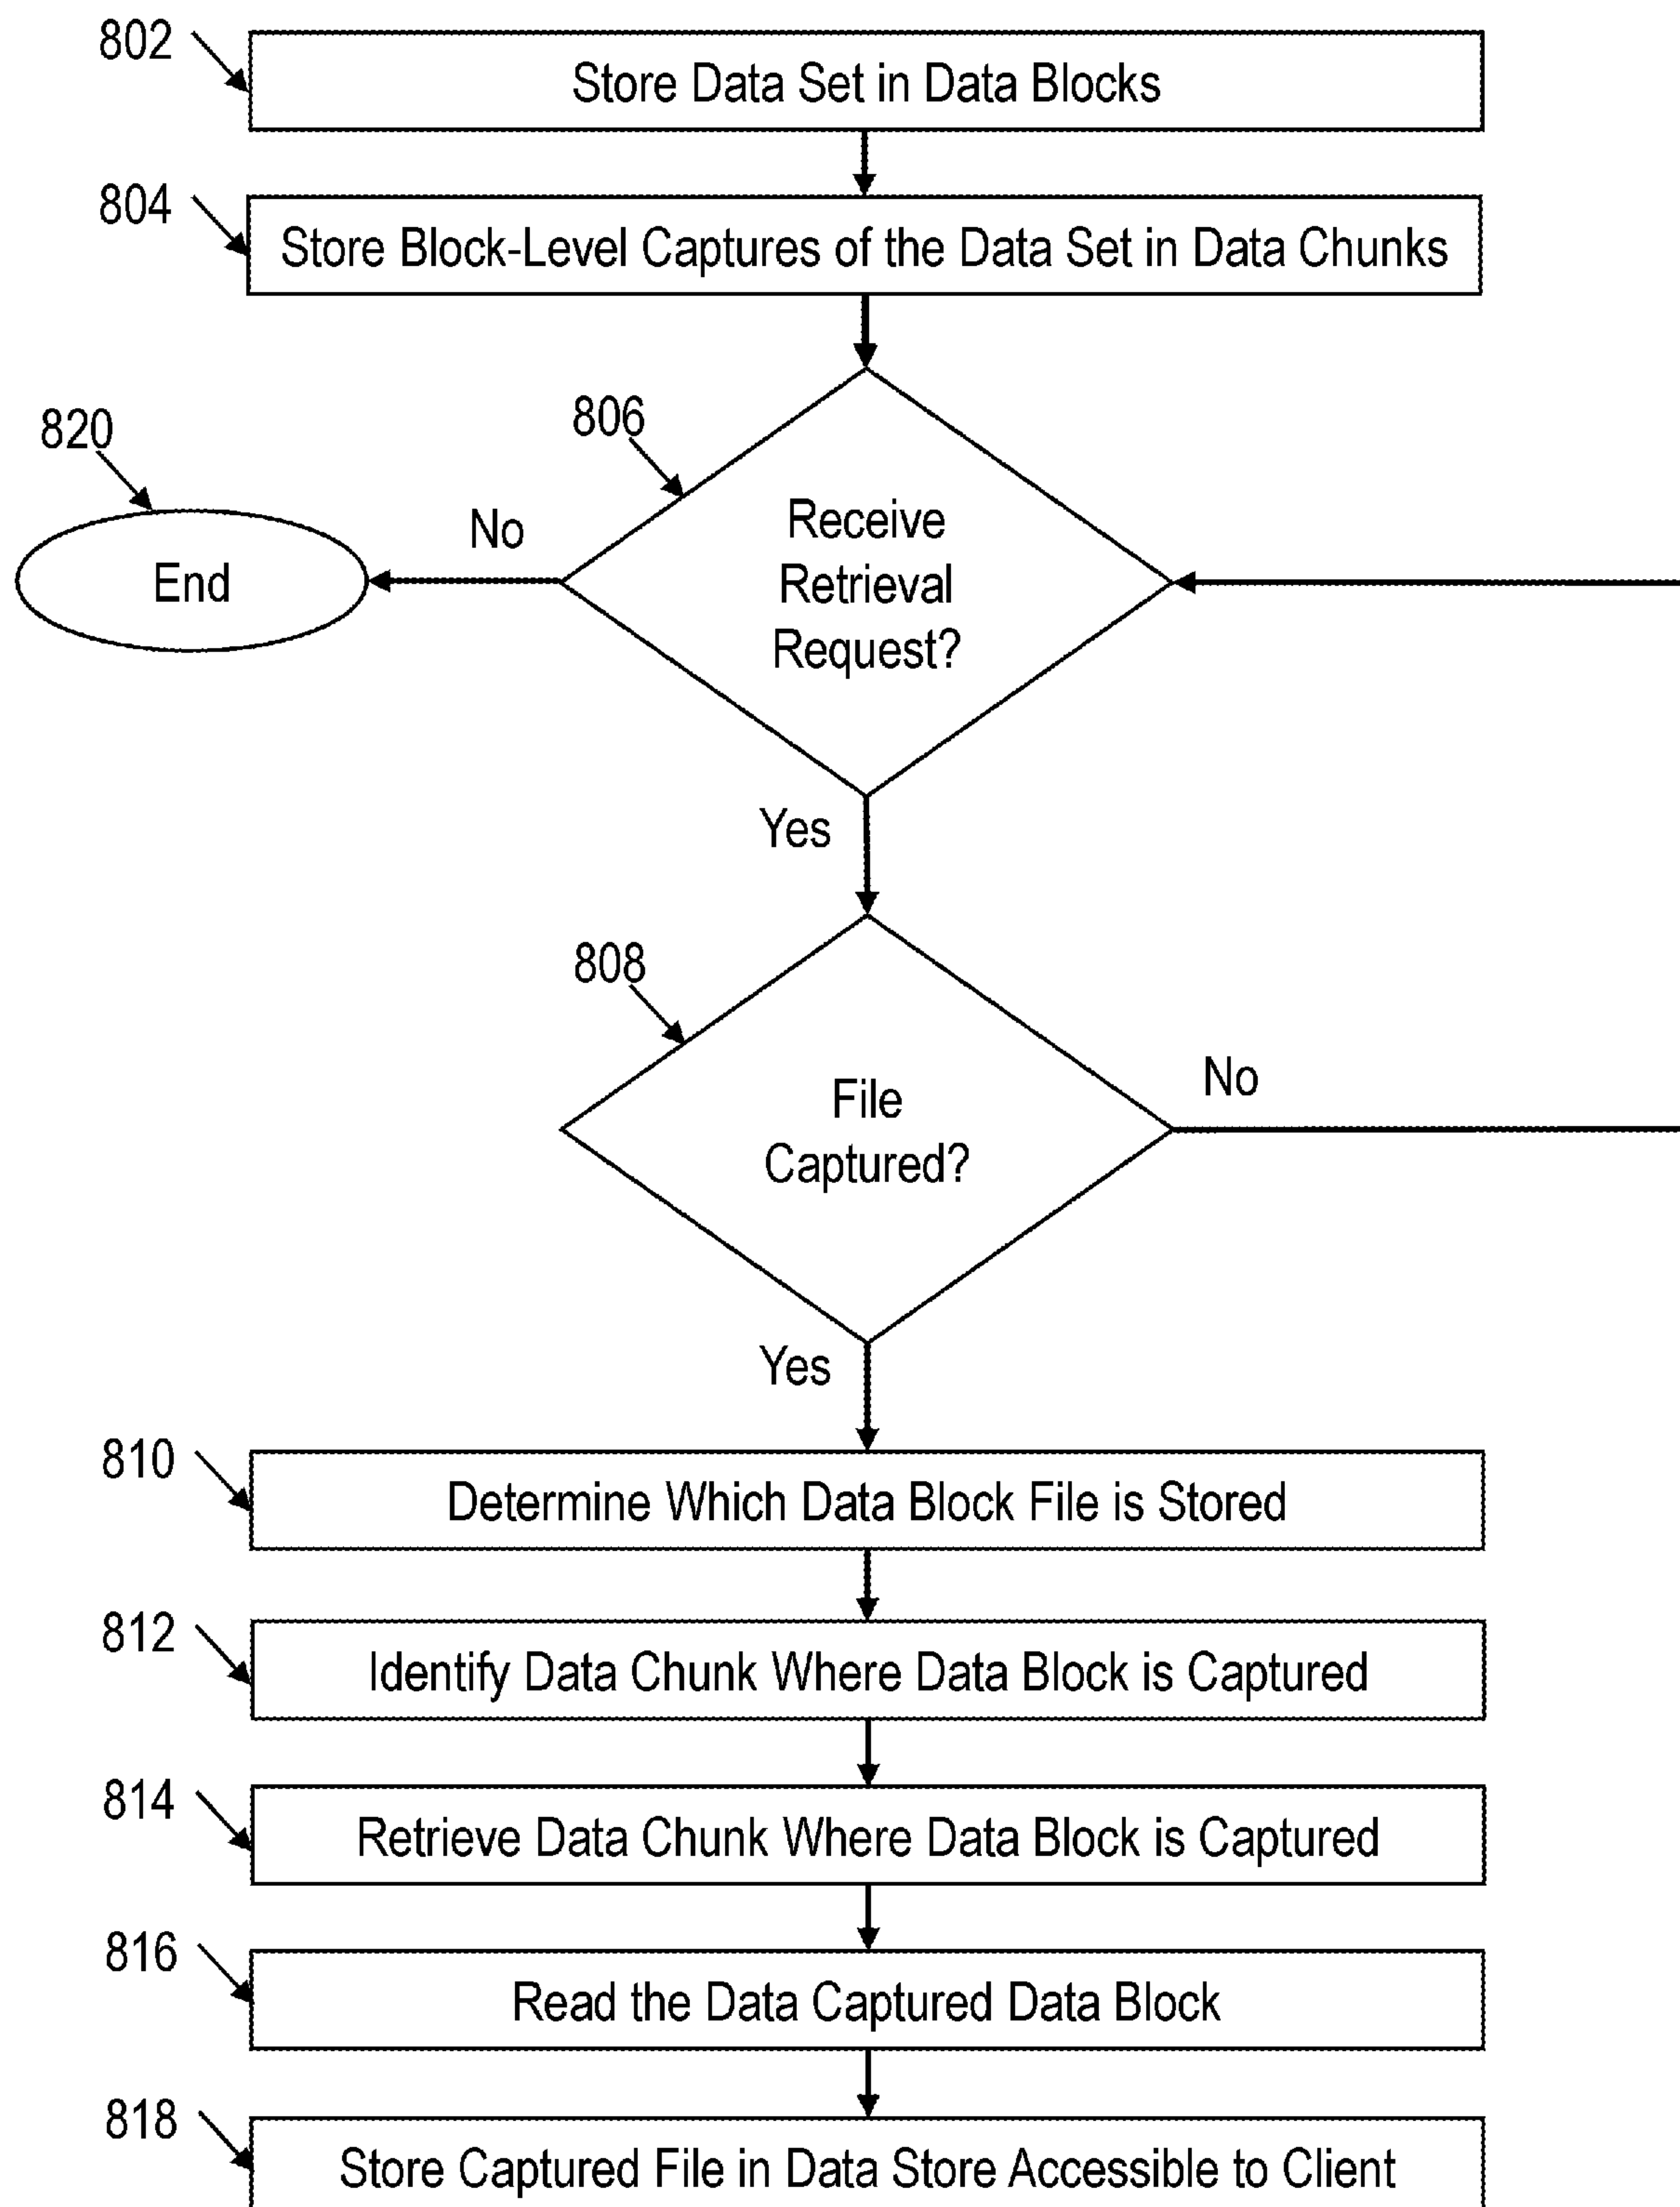 802
Store Data Set in Data Blocks
804
Store Block-Level Captures of the Data Set in Data Chunks
806
820
Receive
Retrieval
Request?
No
End
Yes
808
File
Captured?
No
Yes
810
Determine Which Data Block File is Stored
812
Identify Data Chunk Where Data Block is Captured
814
Retrieve Data Chunk Where Data Block is Captured
816
Read the Data Captured Data Block
818
Store Captured File in Data Store Accessible to Client